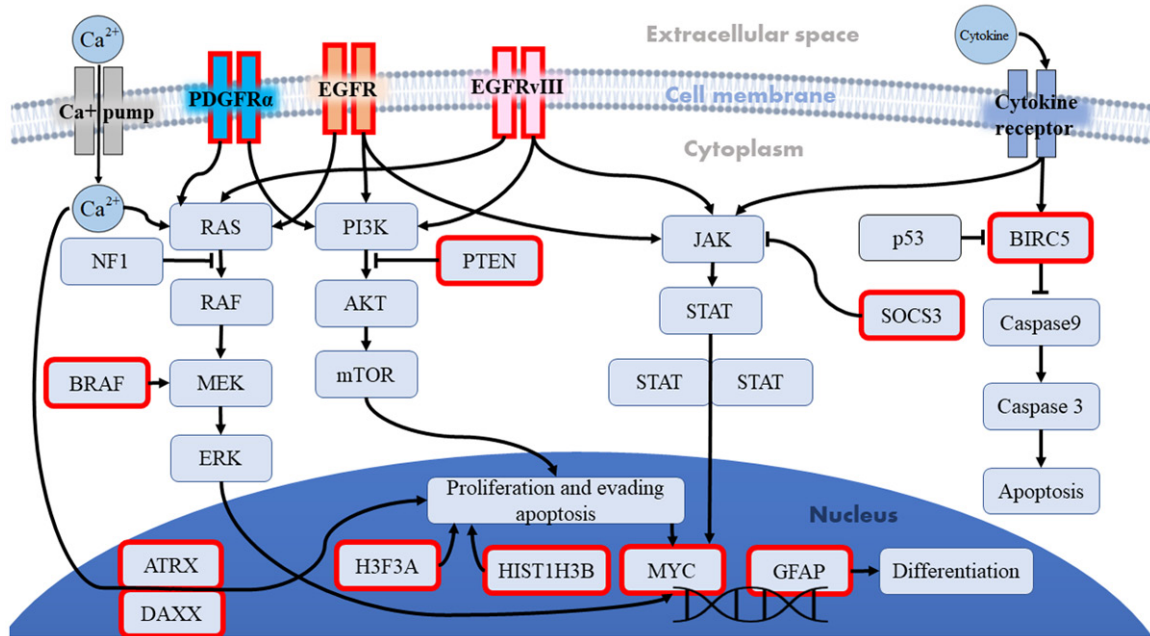 Extracellular space
Ca2+
Cytokine
PDGFRα
EGFR
EGFRvIII
Cell membrane
Ca+ pump
Cytokine
receptor
Cytoplasm
Ca2+
RAS
PI3K
JAK
p53
BIRC5
NF1
PTEN
RAF
AKT
STAT
SOCS3
Caspase9
BRAF
MEK
mTOR
STAT
STAT
Caspase 3
ERK
Apoptosis
Proliferation and evading
apoptosis
Nucleus
ATRX
H3F3A
HIST1H3B
MYC
GFAP
Differentiation
DAXX